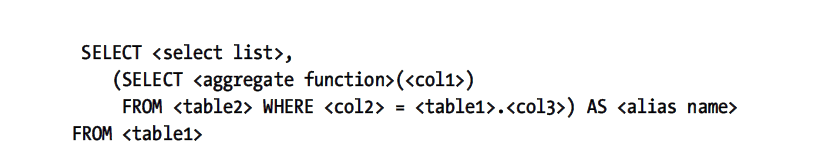 SELECT <select list>,
(SELECT <aggregate function>(<col1>)
FROM <table2> WHERE <col2> = <table1>.<col3>) AS <alias name>
FROM <table1>